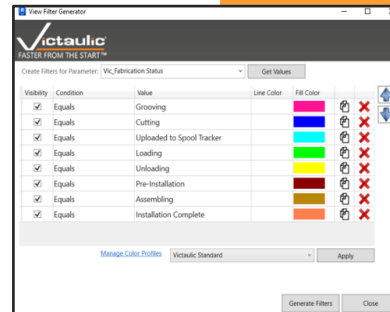 View Filter Generator
Victaulic
FASTER FROM THE START™
Create Filters for Parameter: Vic_Fabrication Status Get Values
Visibility Condition Value Line Color Fill Color
Equals Grooving
Equals Cutting
Equals Uploaded to Spool Tracker
Equals Loading
Equals Unloading
Equals Pre-Installation
Equals Assembling
Equals Installation Complete
Manage Color Profiles Victaulic Standard Apply
Generate Filters Close